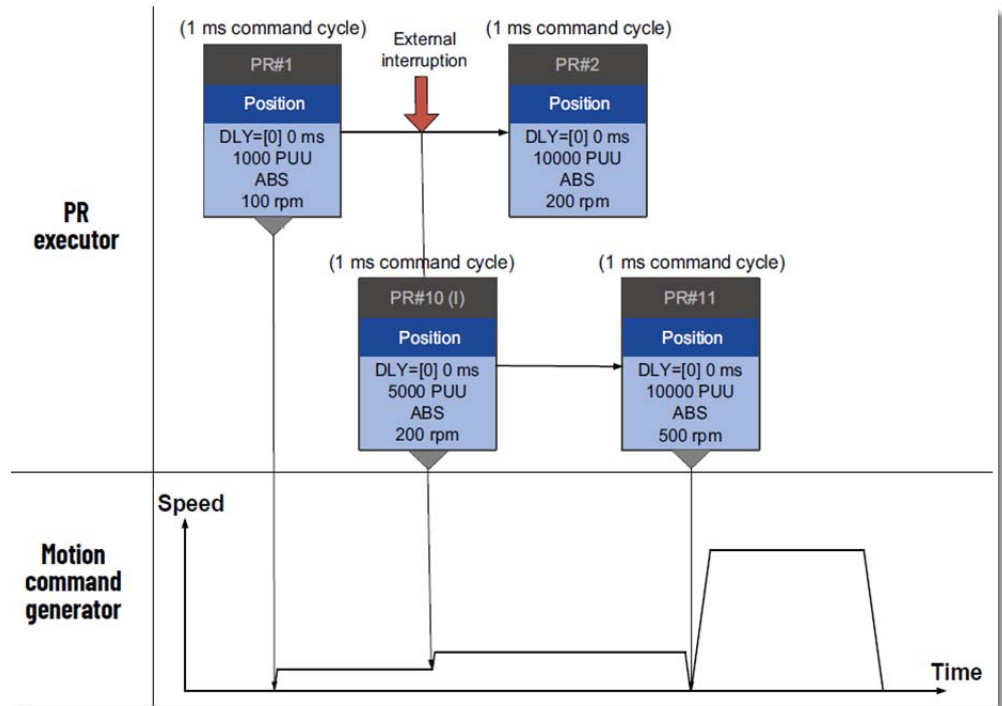 (1 ms command cycle)
External
interruption
(1 ms command cycle)
PR#1
PR#2
Position
Position
DLY=[0] 0 ms
1000 PUU
ABS
100 rpm
DLY=[0] 0 ms
10000 PUU
ABS
200 rpm
PR
executor
(1 ms command cycle)
(1 ms command cycle)
PR#10 (I)
PR#11
Position
Position
DLY=[0] 0 ms
5000 PUU
ABS
200 rpm
DLY=[0] 0 ms
10000 PUU
ABS
500 rpm
Speed
Motion
command
generator
Time